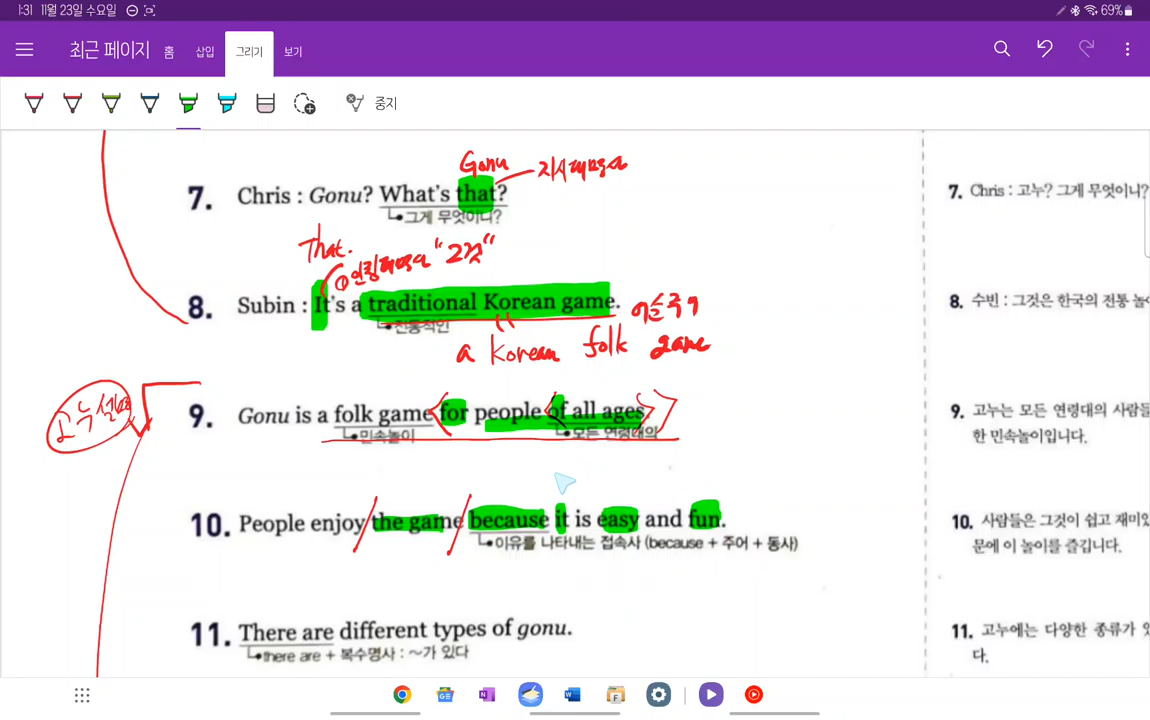 1:31 11월 23일 수요일 69%
최근 페이지 홈 삽입 그리기 보기
중지
Gonu
7. Chris : Gonu? What's that?
그게 무엇이니?
That.
① 인칭대명사 "그것"
8. Subin : It's a traditional Korean game.
전통적인
a Korean folk game
9. Gonu is a folk game for people of all ages.
민속놀이 모든 연령대의
10. People enjoy the game because it is easy and fun.
이유를 나타내는 접속사 (because + 주어 + 동사)
11. There are different types of gonu.
there are + 복수명사 : ~가 있다
7. Chris : 고누? 그게 무엇이니?
8. 수빈 : 그것은 한국의 전통 놀
9. 고누는 모든 연령대의 사람들
한 민속놀이입니다.
10. 사람들은 그것이 쉽고 재미있
문에 이 놀이를 즐깁니다.
11. 고누에는 다양한 종류가 있
다.